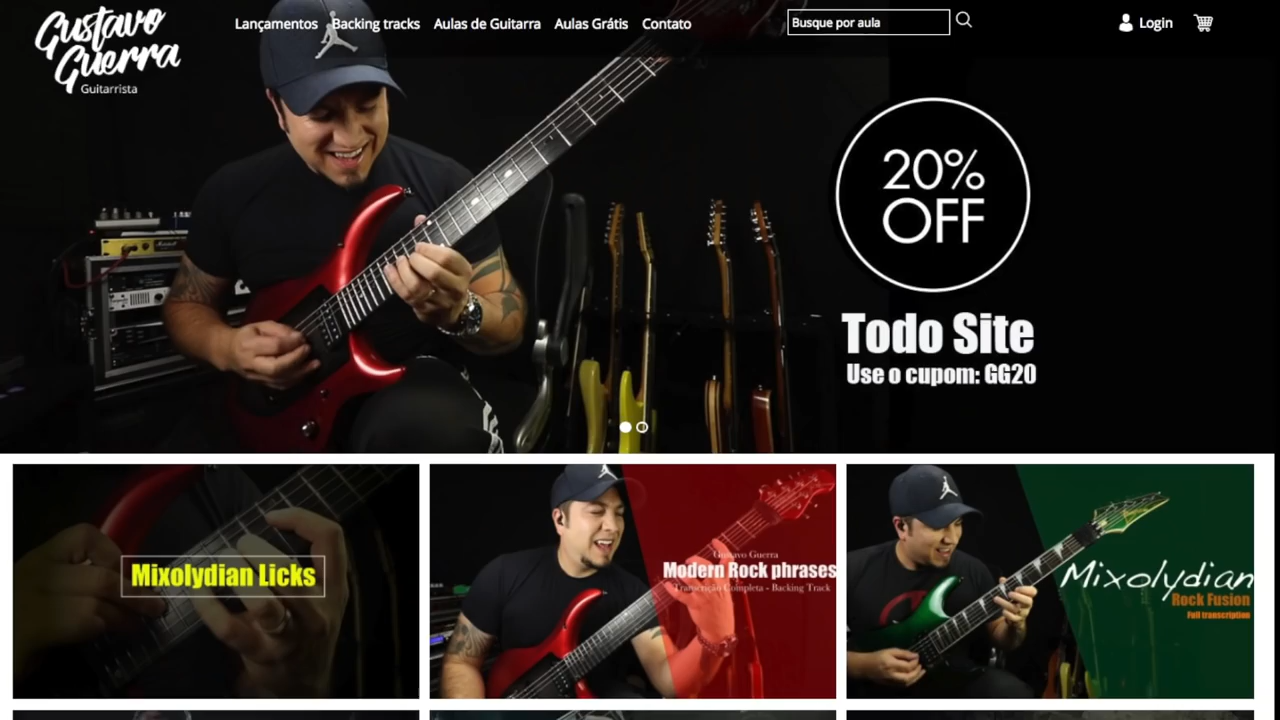 Gustavo
Guerra
Guitarrista
Lançamentos Backing tracks Aulas de Guitarra Aulas Grátis Contato
Busque por aula
Login
20%
OFF
Todo Site
Use o cupom: GG20
Mixolydian Licks
Gustavo Guerra
Modern Rock phrases
Transcrição Completa - Backing Track
Mixolydian
Rock Fusion
Full transcription